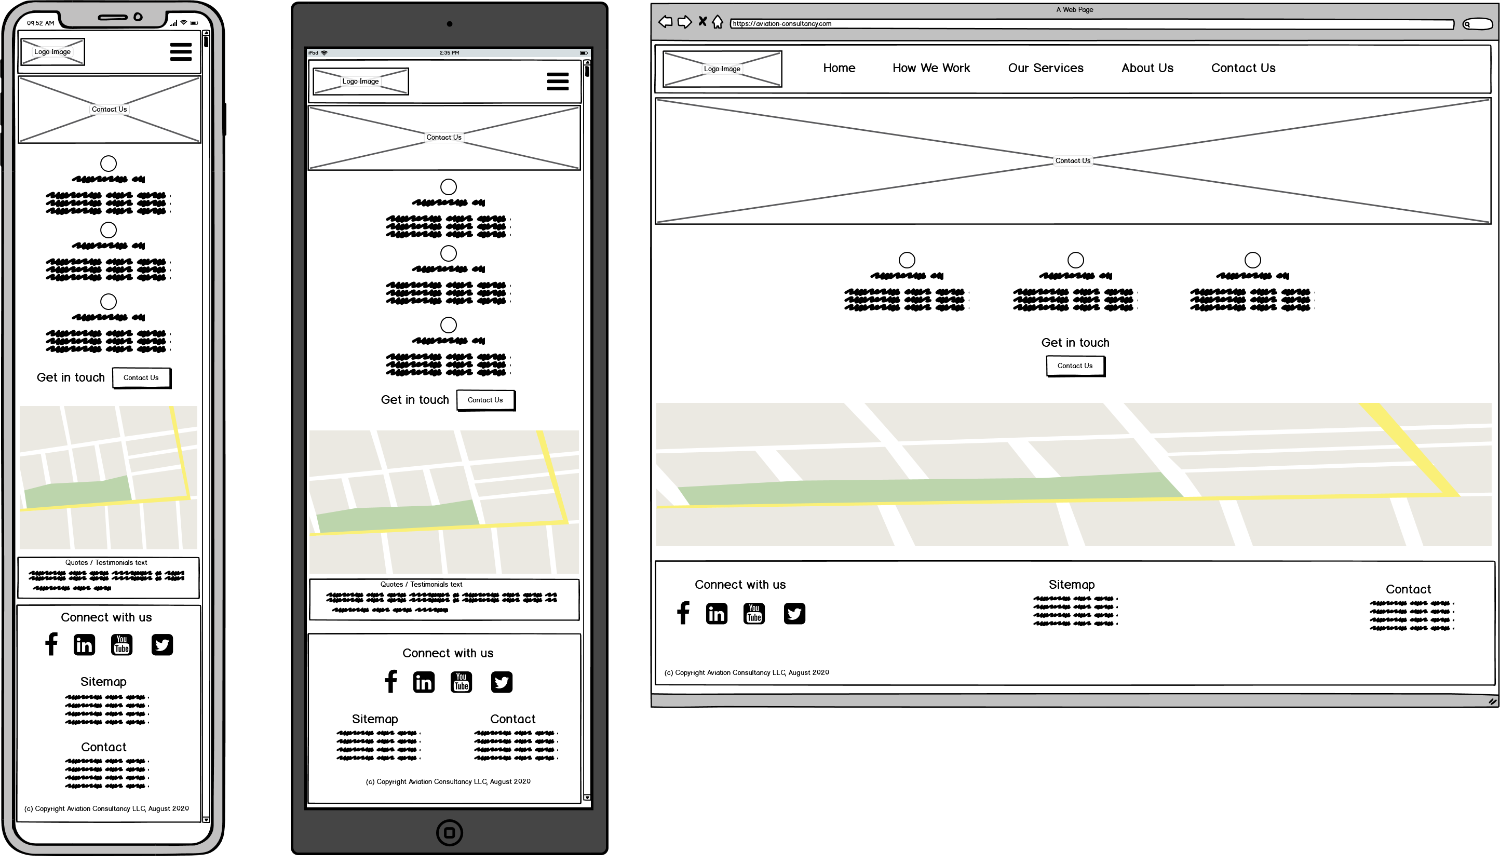 09:52 AM
Logo Image
Contact Us
Get in touch
Contact Us
Quotes / Testimonials text
Connect with us
You
Tube
Sitemap
Contact
(c) Copyright Aviation Consultancy LLC, August 2020
iPad
2:35 PM
Logo Image
Contact Us
Get in touch
Contact Us
Quotes / Testimonials text
Connect with us
You
Tube
Sitemap Contact
(c) Copyright Aviation Consultancy LLC, August 2020
A Web Page
https://aviation-consultancy.com
Logo Image Home How We Work Our Services About Us Contact Us
Contact Us
Get in touch
Contact Us
Connect with us Sitemap Contact
You
Tube
(c) Copyright Aviation Consultancy LLC, August 2020